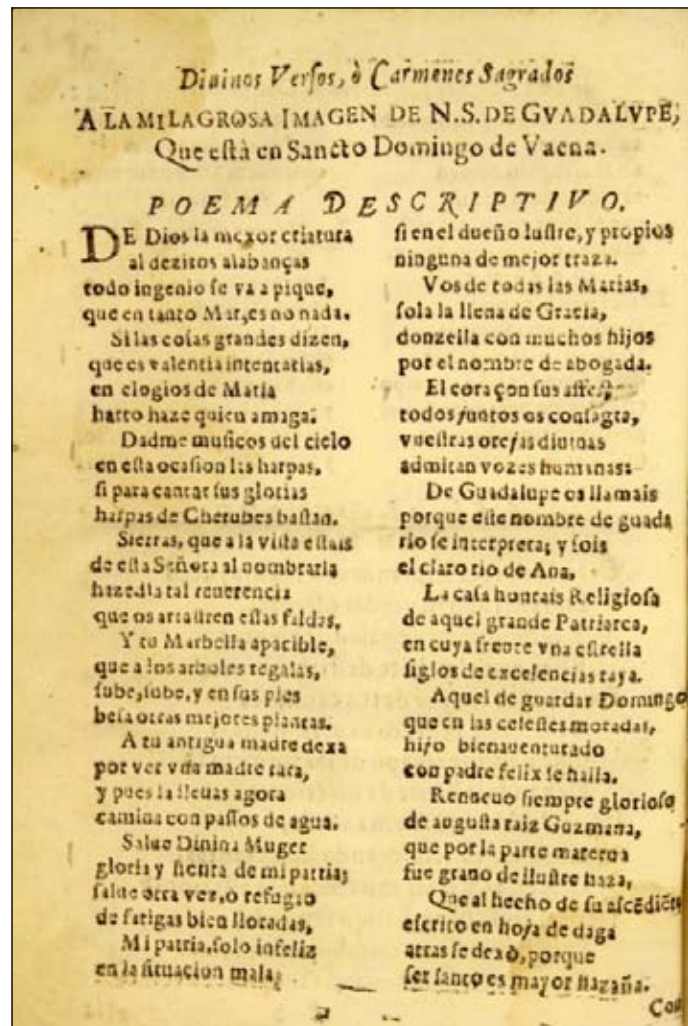 Diuinos Versos, ò Carmenes Sagrados
A LA MILAGROSA IMAGEN DE N.S. DE GVADALVPE,
Que està en Sancto Domingo de Vaena.
POEMA DESCRIPTIVO.
DE Dios la mexor criatura
al deziros alabanças
todo ingenio se va a pique,
que en tanto Mar, es no nada.
Si las cosas grandes dizen,
que es valentia intentarlas,
en elogios de Maria
harto haze quien amaga.
Dadme musicos del cielo
en esta ocasion las harpas,
si para cantar sus glorias
harpas de Cherubes bastan.
Sierras, que a la vista estais
de esta Señora al nombrarla
hazedla tal reuerencia
que os arrastren essas faldas.
Y tu Marbella apacible,
que a los arboles regalas,
sube, sube, y en sus pies
besa otras mejores plantas.
A tu antigua madre dexa
por ver vna madre rara,
y pues la lleuas agora
camina con passos de agua.
Salue Diuina Muger
gloria y de mi patria;
salue otra vez, o refugio
de fatigas bien lloradas,
Mi patria, solo infeliz
en la situacion mala;
si en el dueño lustre, y propios
ninguna de mejor traza.
Vos de todas las Marias,
sola la llena de Gracia,
donzella con muchos hijos
por el nombre de abogada.
El coraçon sus
todos juntos os consagra,
vuestras orejas diuinas
admitan vozes humanas:
De Guadalupe os llamais
porque este nombre de guada
rio se interpreta; y sois
el claro rio de Ana,
La casa honrais Religiosa
de aquel grande Patriarca,
en cuya frente vna estrella
siglos de excelencias raya.
Aquel de guardar Domingo
que en las celestes moradas,
hijo bienauenturado
con padre felix se halla.
Renueuo siempre glorioso
de augusta raiz Guzmana,
que por la parte materna
fue grano de ilustre haza,
Que al hecho de su
escrito en hoja de daga
atras se dexò, porque
ser santo es mayor hazaña.